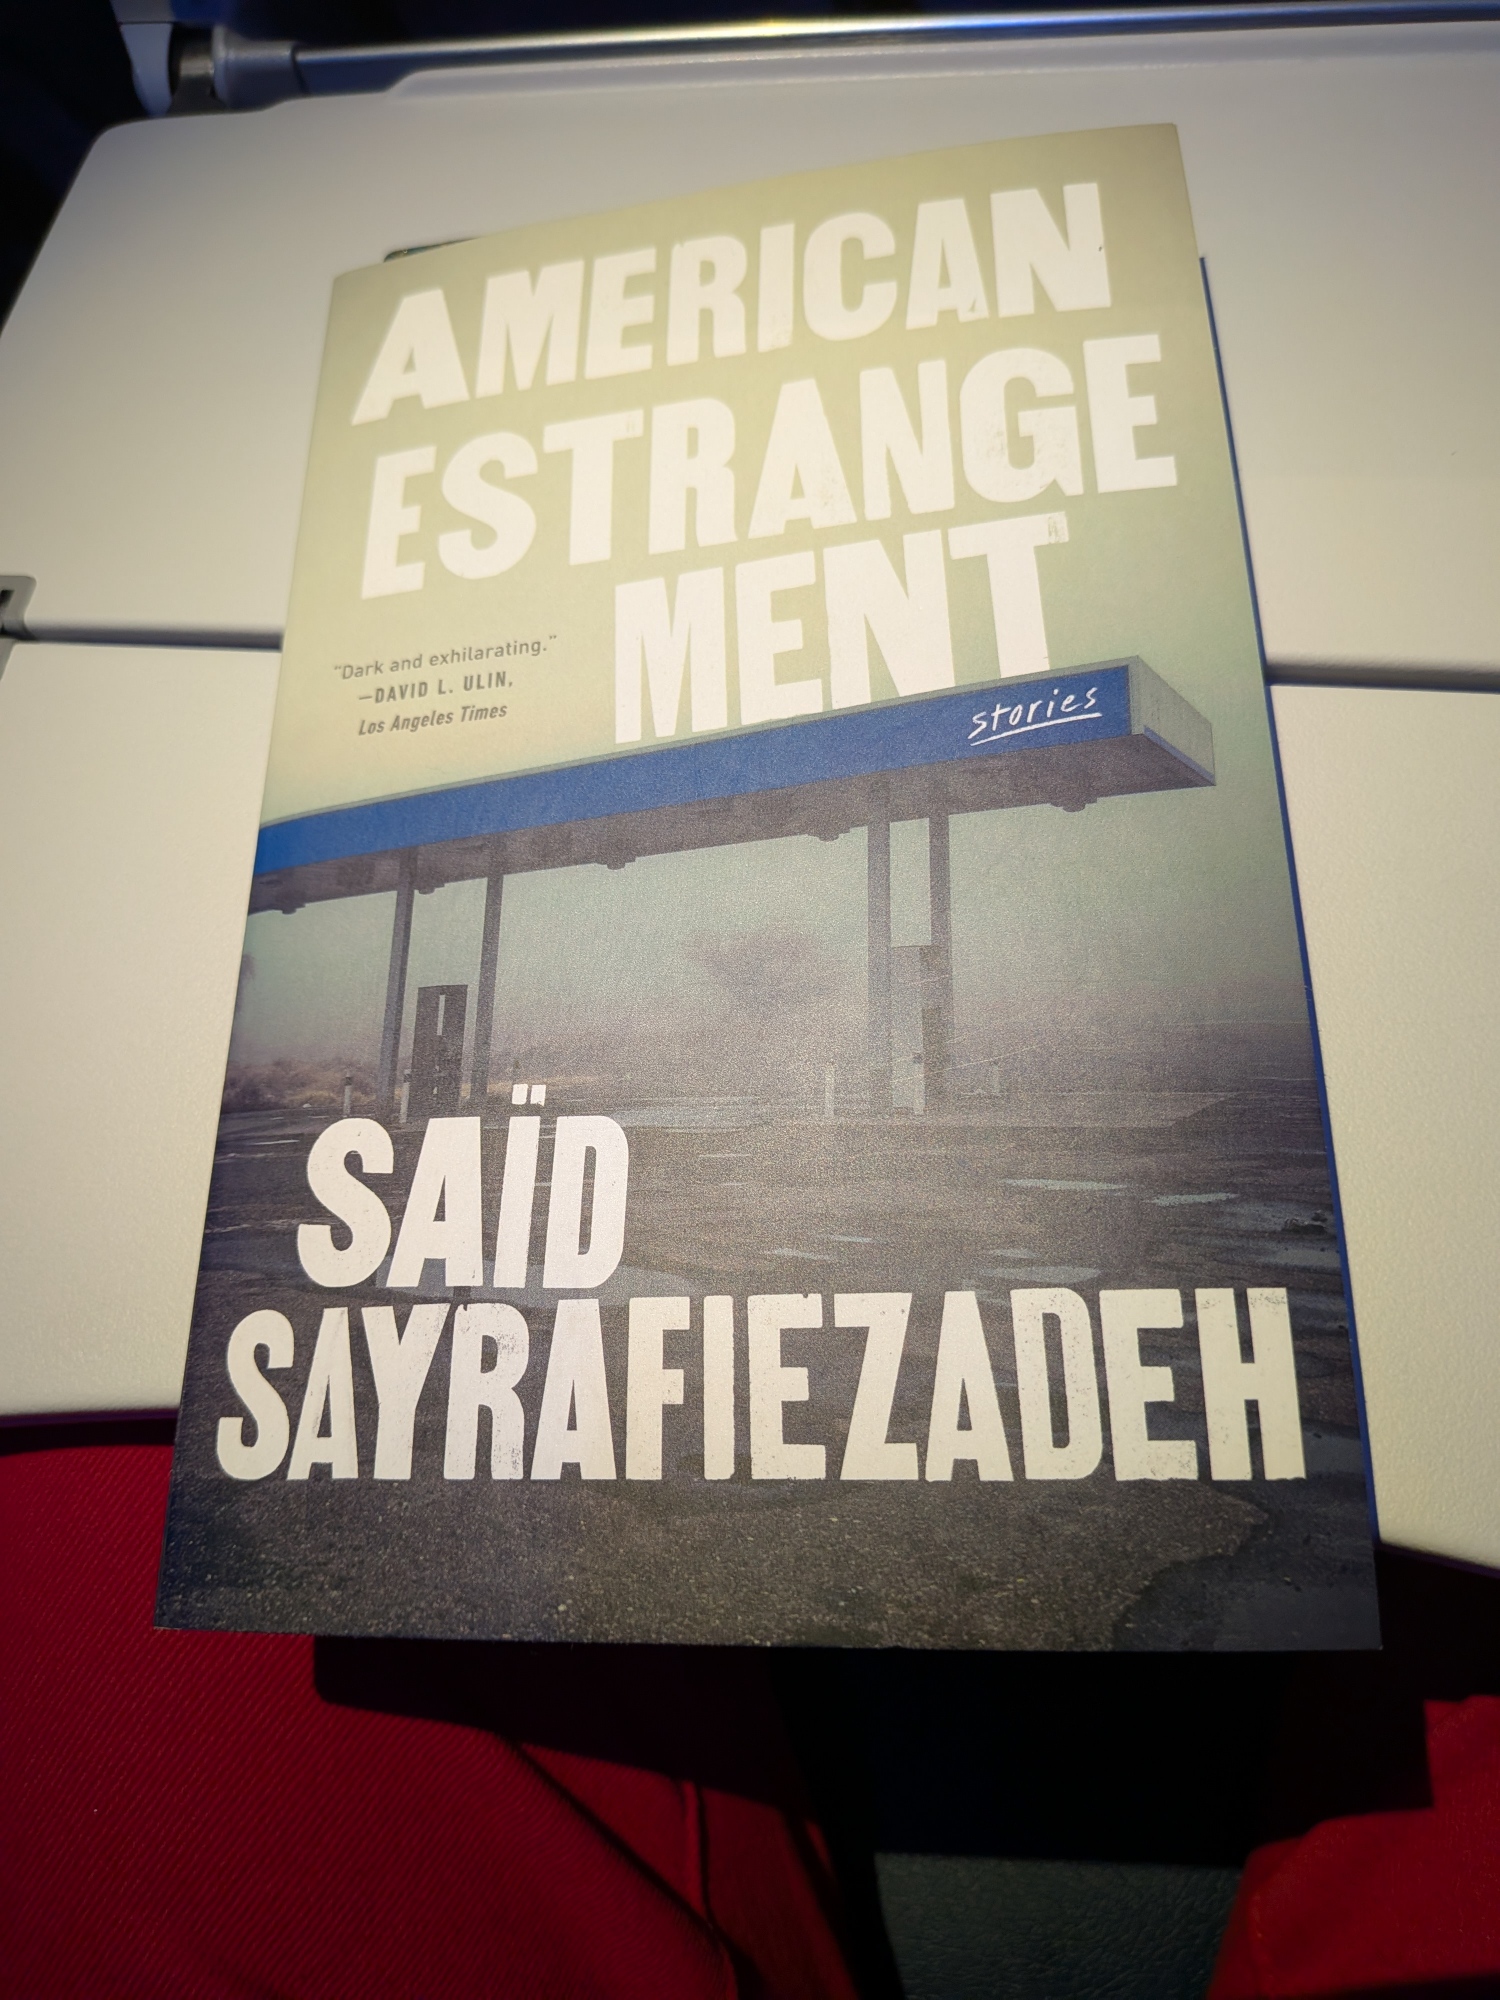 AMERICAN
ESTRANGE
MENT
"Dark and exhilarating."
—DAVID L. ULIN,
Los Angeles Times
stories
SAÏD
SAYRAFIEZADEH